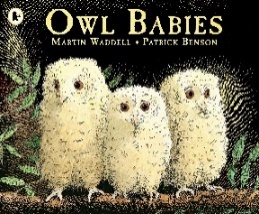 OWL BABIES
MARTIN WADDELL • PATRICK BENSON